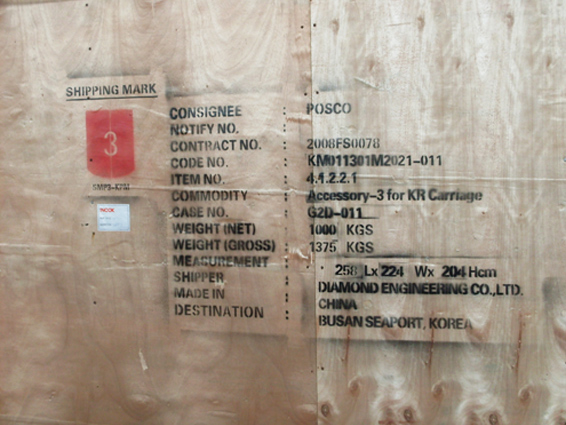 SHIPPING MARK
3
CONSIGNEE : POSCO
NOTIFY NO. :
CONTRACT NO. : 2008FS0078
CODE NO. : KM011301M2021-011
ITEM NO. : 4.1.2.2.1
COMMODITY : Accessory-3 for KR Carriage
CASE NO. : G2D-011
WEIGHT (NET) : 1000 KGS
WEIGHT (GROSS) : 1375 KGS
MEASUREMENT : 258 Lx 224 Wx 204 Hcm
SHIPPER : DIAMOND ENGINEERING CO.,LTD.
MADE IN : CHINA
DESTINATION : BUSAN SEAPORT, KOREA